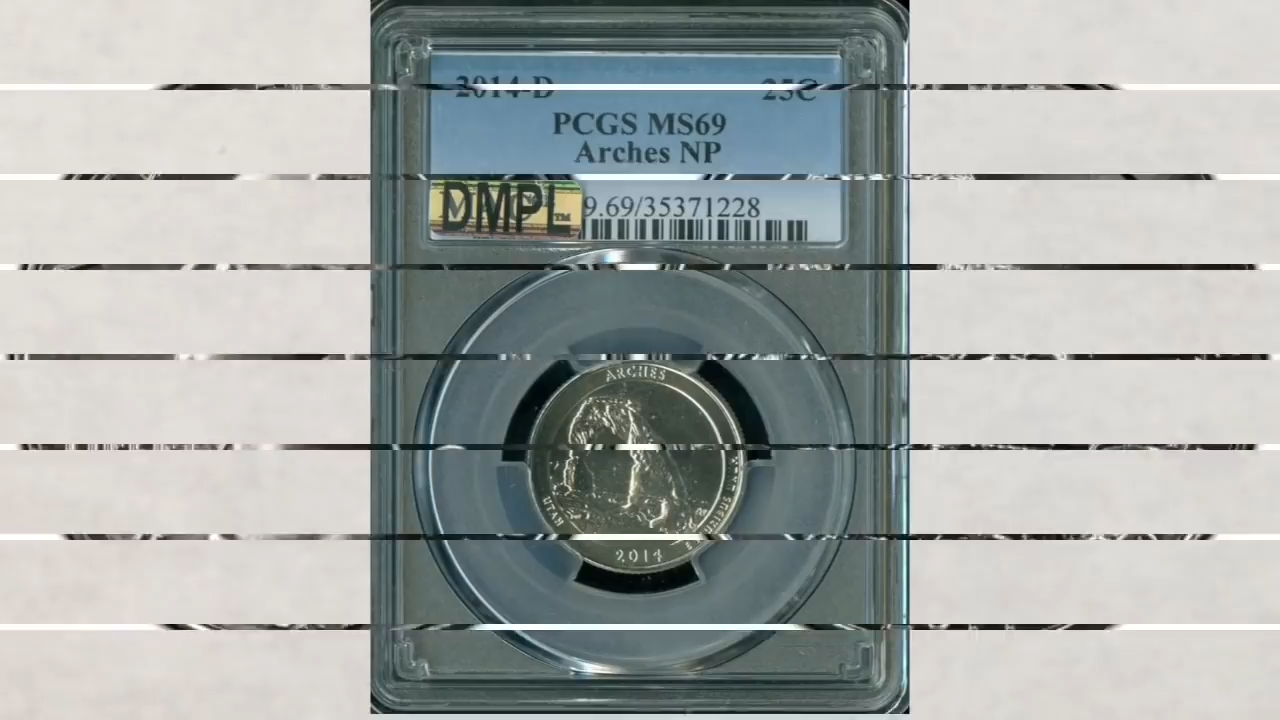 2014-D 25C
PCGS MS69
Arches NP
DMPL
9.69/35371228
ARCHES
UTAH
2014